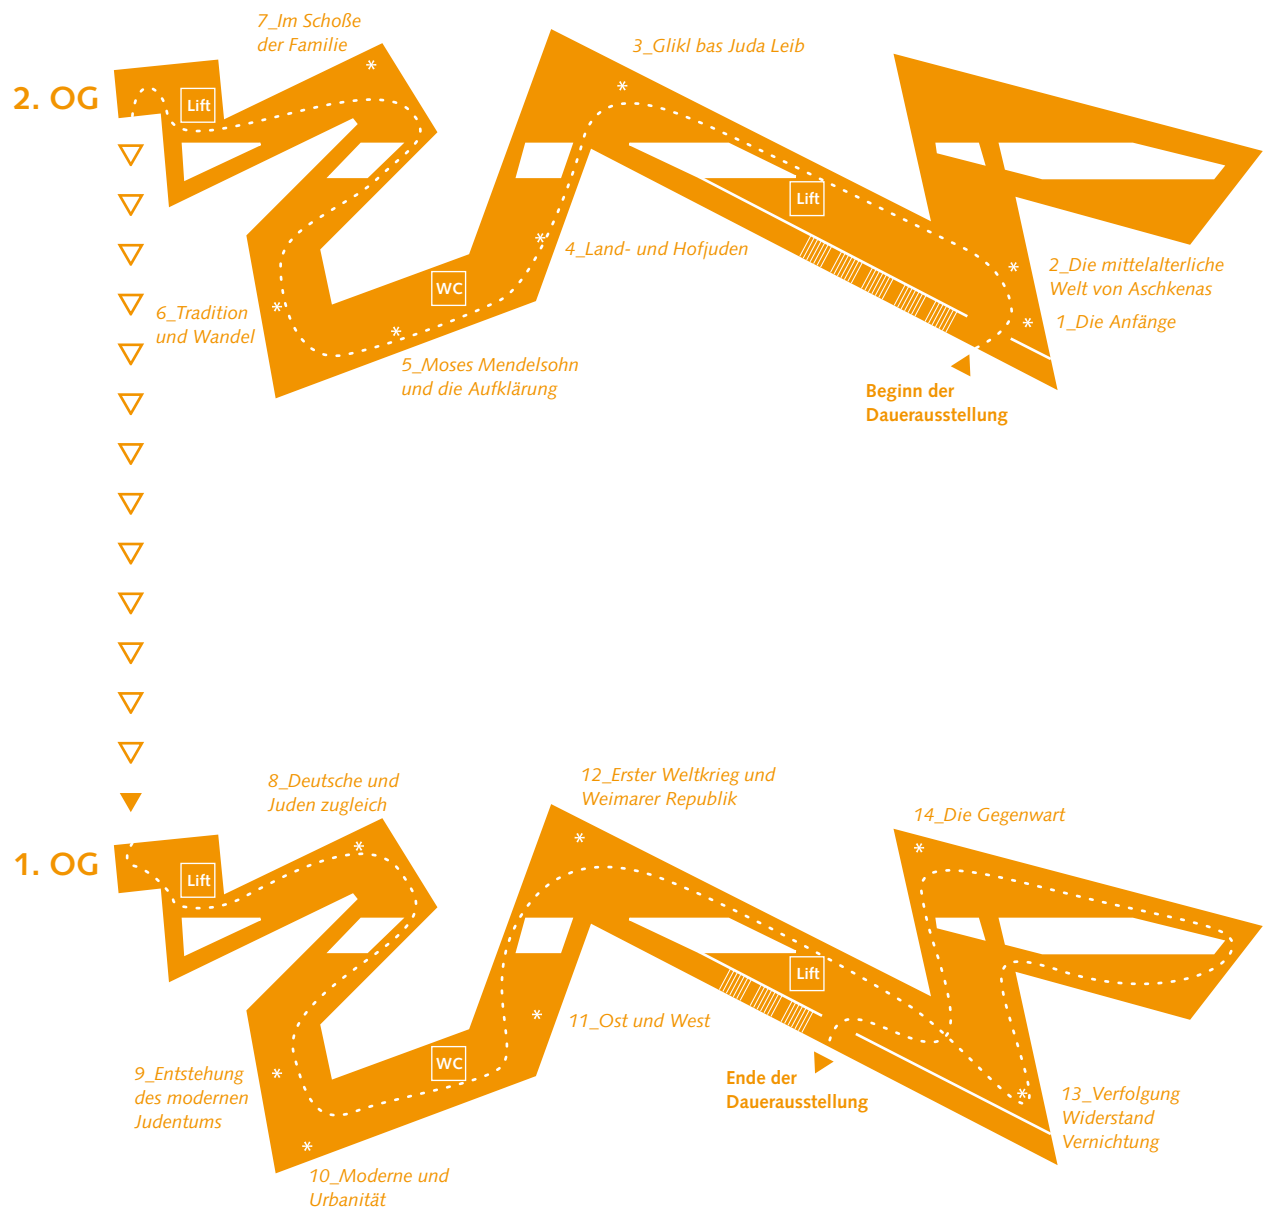 7_Im Schoße
der Familie
3_Glikl bas Juda Leib
2. OG
Lift
Lift
4_Land- und Hofjuden
2_Die mittelalterliche
Welt von Aschkenas
WC
6_Tradition
und Wandel
1_Die Anfänge
5_Moses Mendelsohn
und die Aufklärung
Beginn der
Dauerausstellung
8_Deutsche und
Juden zugleich
12_Erster Weltkrieg und
Weimarer Republik
14_Die Gegenwart
1. OG
Lift
Lift
11_Ost und West
WC
9_Entstehung
des modernen
Judentums
Ende der
Dauerausstellung
13_Verfolgung
Widerstand
Vernichtung
10_Moderne und
Urbanität